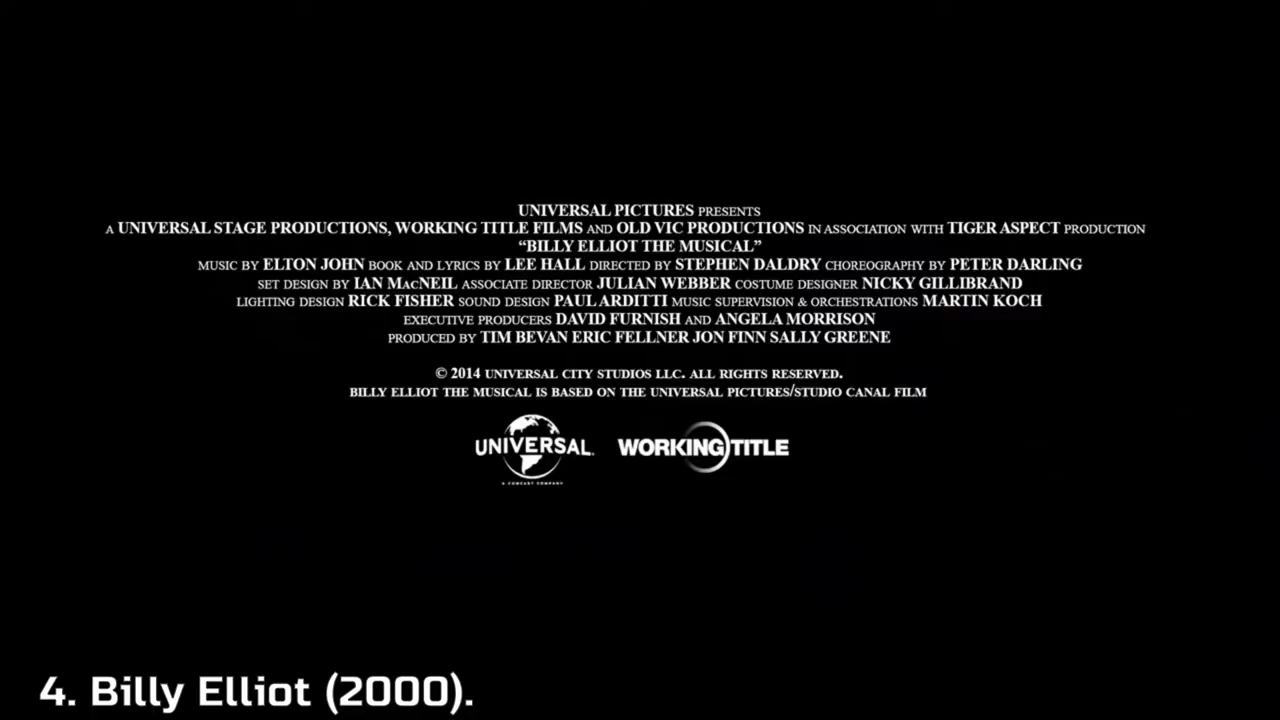 UNIVERSAL PICTURES PRESENTS
A UNIVERSAL STAGE PRODUCTIONS, WORKING TITLE FILMS AND OLD VIC PRODUCTIONS IN ASSOCIATION WITH TIGER ASPECT PRODUCTION
“BILLY ELLIOT THE MUSICAL”
MUSIC BY ELTON JOHN BOOK AND LYRICS BY LEE HALL DIRECTED BY STEPHEN DALDRY CHOREOGRAPHY BY PETER DARLING
SET DESIGN BY IAN MacNEIL ASSOCIATE DIRECTOR JULIAN WEBBER COSTUME DESIGNER NICKY GILLIBRAND
LIGHTING DESIGN RICK FISHER SOUND DESIGN PAUL ARDITTI MUSIC SUPERVISION & ORCHESTRATIONS MARTIN KOCH
EXECUTIVE PRODUCERS DAVID FURNISH AND ANGELA MORRISON
PRODUCED BY TIM BEVAN ERIC FELLNER JON FINN SALLY GREENE
© 2014 UNIVERSAL CITY STUDIOS LLC. ALL RIGHTS RESERVED.
BILLY ELLIOT THE MUSICAL IS BASED ON THE UNIVERSAL PICTURES/STUDIO CANAL FILM
UNIVERSAL WORKING TITLE
A COMCAST COMPANY
4. Billy Elliot (2000).